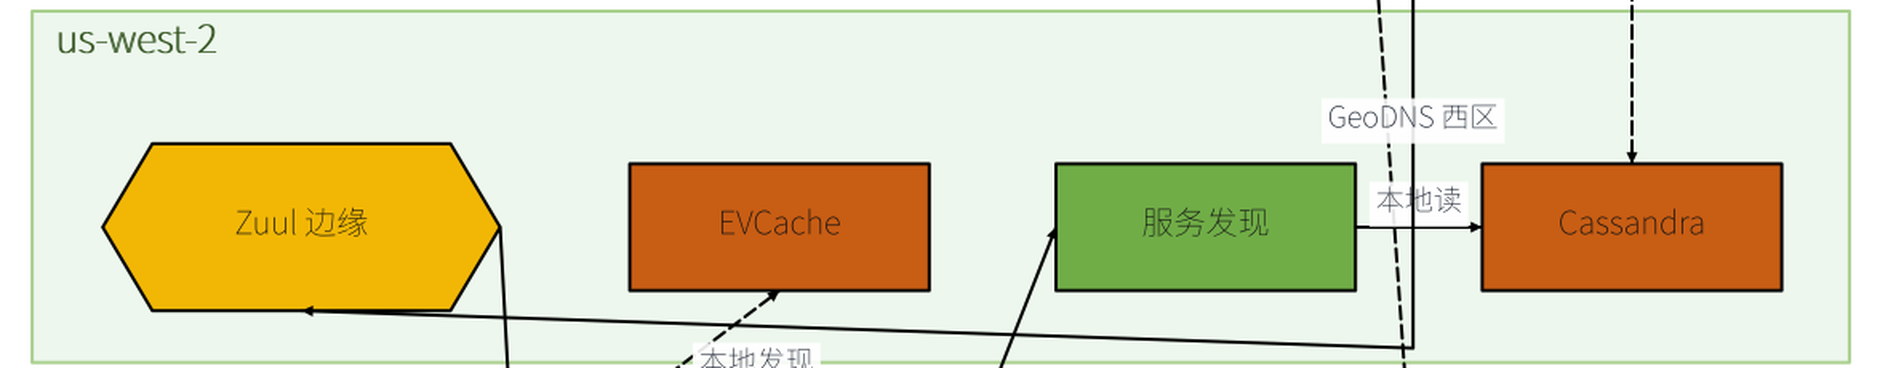 us-west-2
GeoDNS 西区
本地读
Zuul 边缘
EVCache
服务发现
Cassandra
本地发现